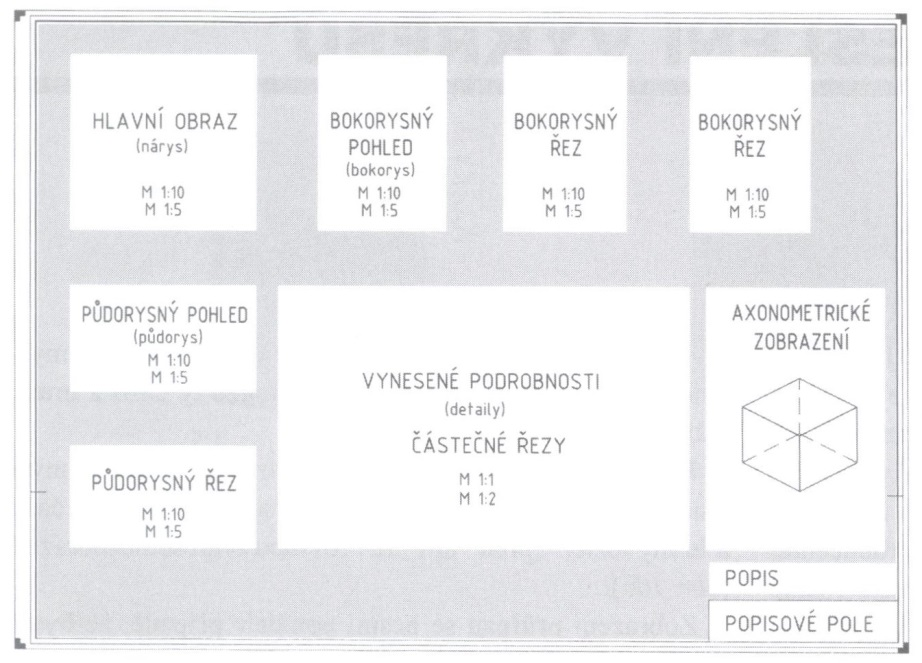 HLAVNÍ OBRAZ
(nárys)
M 1:10
M 1:5
BOKORYSNÝ
POHLED
(bokorys)
M 1:10
M 1:5
BOKORYSNÝ
ŘEZ
M 1:10
M 1:5
BOKORYSNÝ
ŘEZ
M 1:10
M 1:5
PŮDORYSNÝ POHLED
(půdorys)
M 1:10
M 1:5
VYNESENÉ PODROBNOSTI
(detaily)
ČÁSTEČNÉ ŘEZY
M 1:1
M 1:2
AXONOMETRICKÉ
ZOBRAZENÍ
PŮDORYSNÝ ŘEZ
M 1:10
M 1:5
POPIS
POPISOVÉ POLE